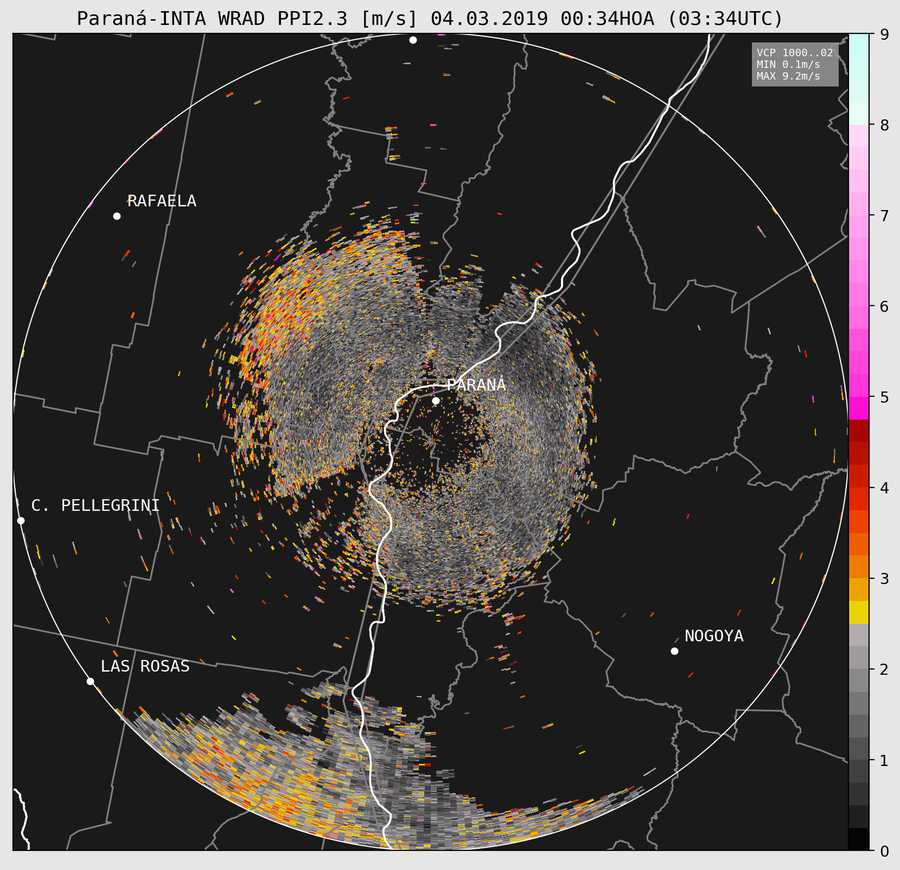 Paraná-INTA WRAD PPI2.3 [m/s] 04.03.2019 00:34HOA (03:34UTC)
VCP 1000..02
MIN 0.1m/s
MAX 9.2m/s
RAFAELA
PARANÁ
C. PELLEGRINI
NOGOYA
LAS ROSAS
9
8
7
6
5
4
3
2
1
0